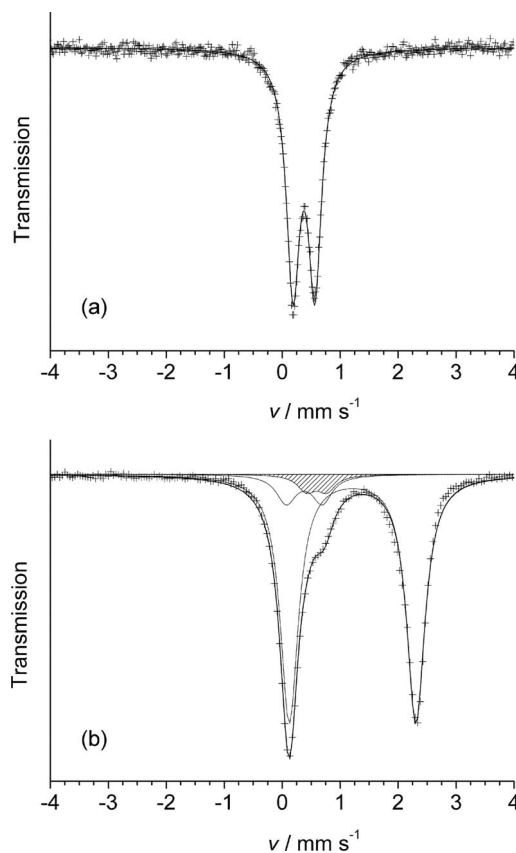 Transmission
(a)
-4 -3 -2 -1 0 1 2 3 4
v / mm s⁻¹
Transmission
(b)
-4 -3 -2 -1 0 1 2 3 4
v / mm s⁻¹